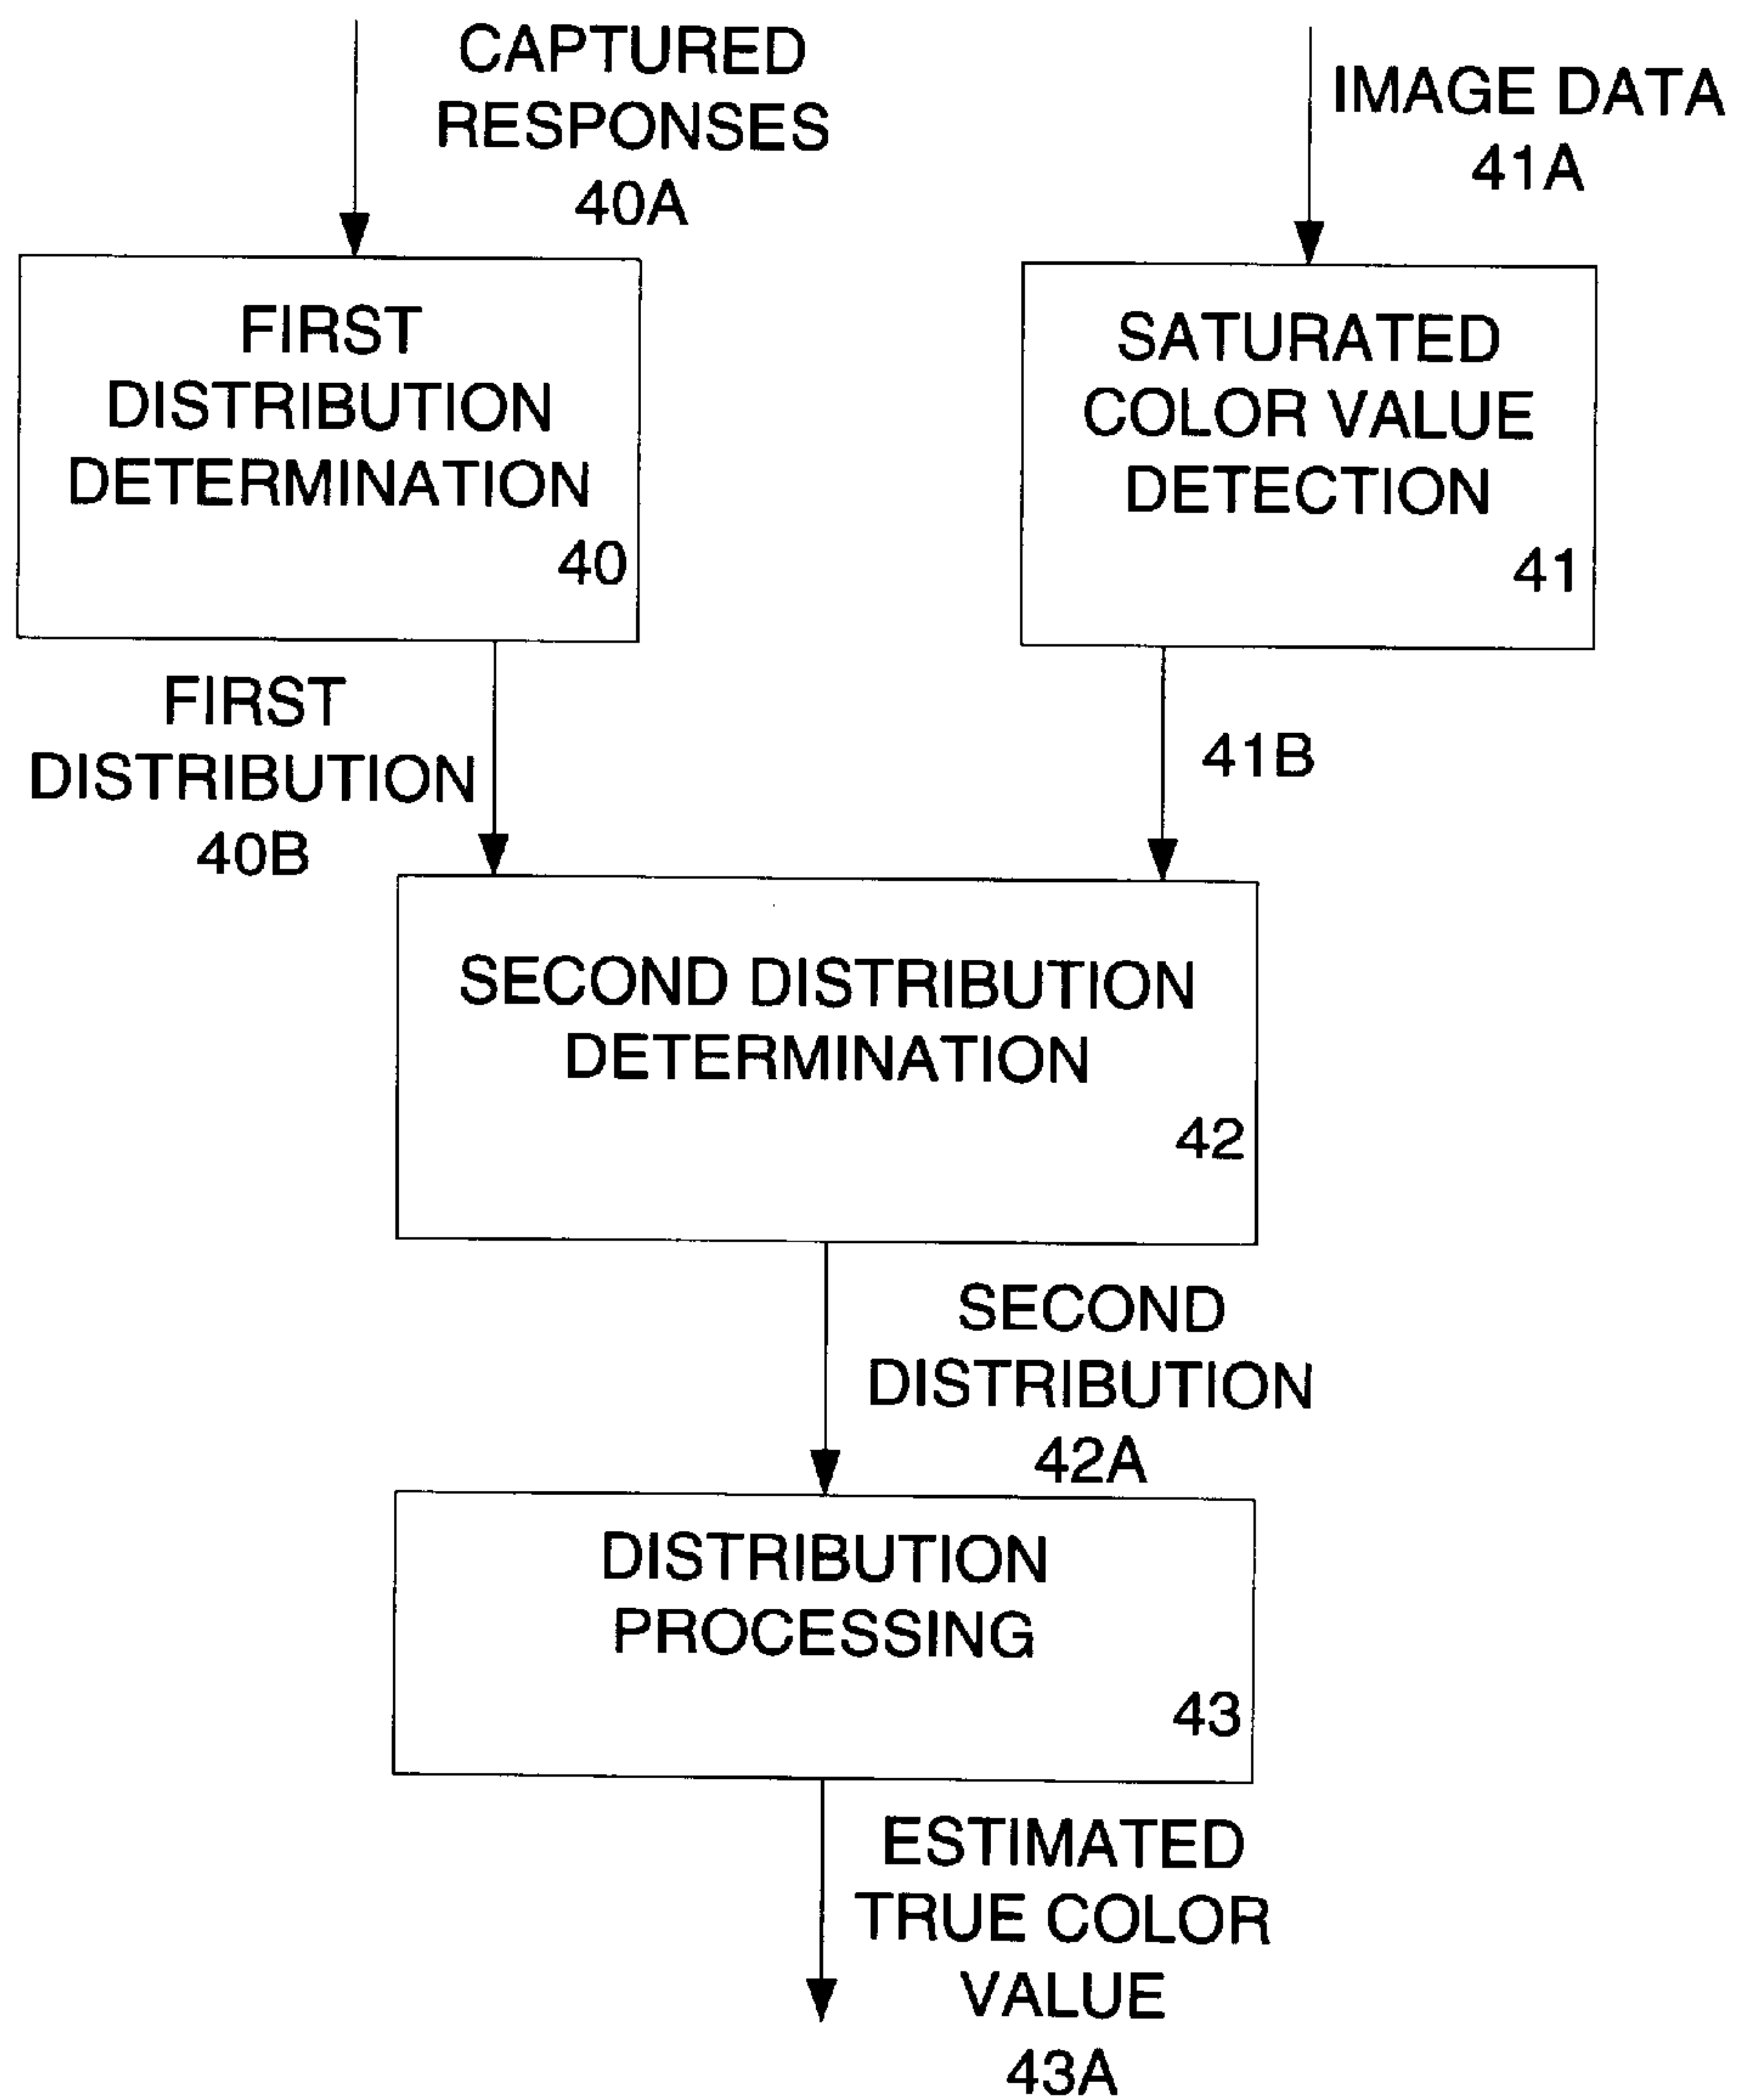 CAPTURED
RESPONSES
40A
IMAGE DATA
41A
FIRST
DISTRIBUTION
DETERMINATION
40
SATURATED
COLOR VALUE
DETECTION
41
FIRST
DISTRIBUTION
40B
41B
SECOND DISTRIBUTION
DETERMINATION
42
SECOND
DISTRIBUTION
42A
DISTRIBUTION
PROCESSING
43
ESTIMATED
TRUE COLOR
VALUE
43A